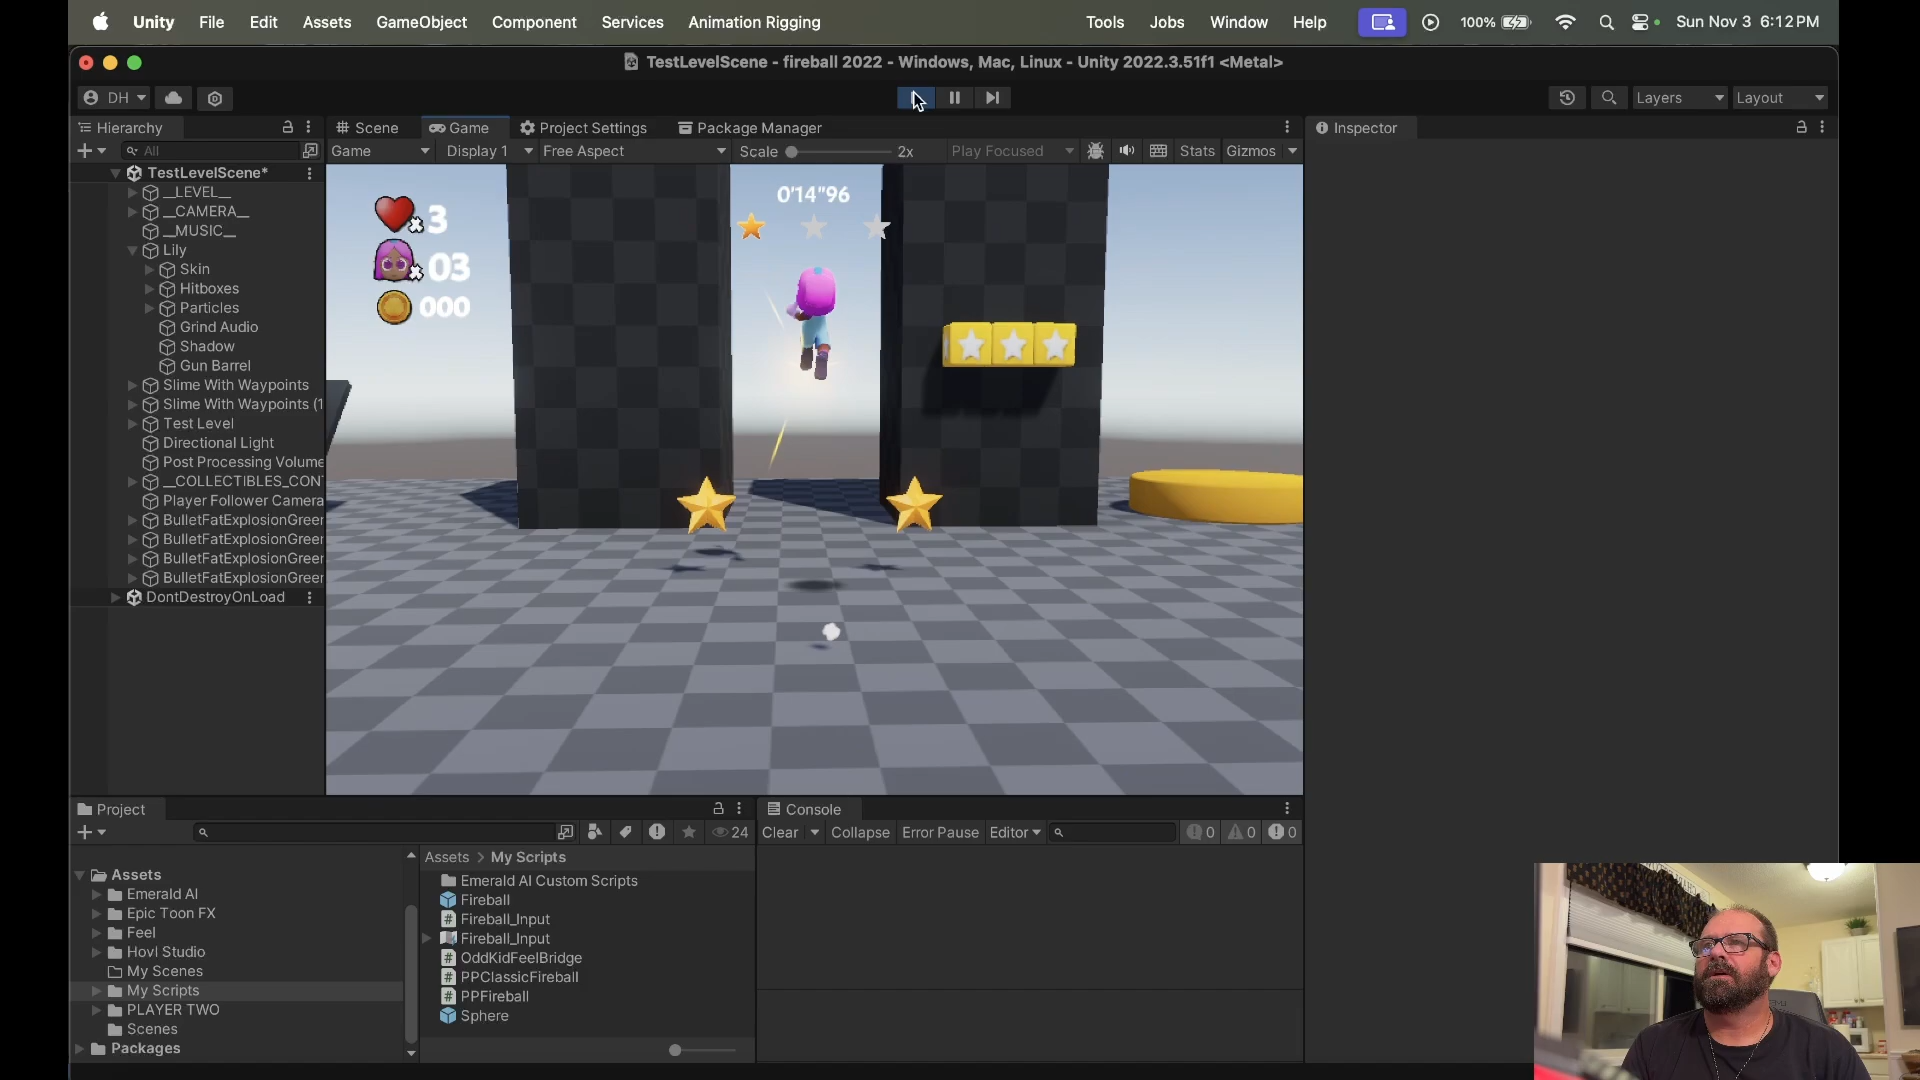 Unity File Edit Assets GameObject Component Services Animation Rigging Tools Jobs Window Help 100% Sun Nov 3 6:12 PM
TestLevelScene - fireball 2022 - Windows, Mac, Linux - Unity 2022.3.51f1 <Metal>
DH Layers Layout
Hierarchy
Scene Game Project Settings Package Manager
Inspector
All
Game Display 1 Free Aspect Scale 2x Play Focused Stats Gizmos
TestLevelScene*
__LEVEL__
__CAMERA__
__MUSIC__
Lily
Skin
Hitboxes
Particles
Grind Audio
Shadow
Gun Barrel
Slime With Waypoints
Slime With Waypoints (1
Test Level
Directional Light
Post Processing Volume
__COLLECTIBLES_CON
Player Follower Camera
BulletFatExplosionGreen
BulletFatExplosionGreen
BulletFatExplosionGreen
BulletFatExplosionGreen
DontDestroyOnLoad
0'14"96
3
03
000
Project
24
Assets
Emerald AI
Epic Toon FX
Feel
Hovl Studio
My Scenes
My Scripts
PLAYER TWO
Scenes
Packages
Assets > My Scripts
Emerald AI Custom Scripts
Fireball
Fireball_Input
Fireball_Input
OddKidFeelBridge
PPClassicFireball
PPFireball
Sphere
Console
Clear Collapse Error Pause Editor 0 0 0